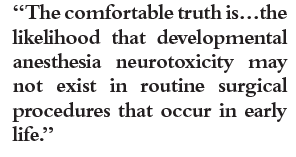 “The comfortable truth is…the
likelihood that developmental
anesthesia neurotoxicity may
not exist in routine surgical
procedures that occur in early
life.”